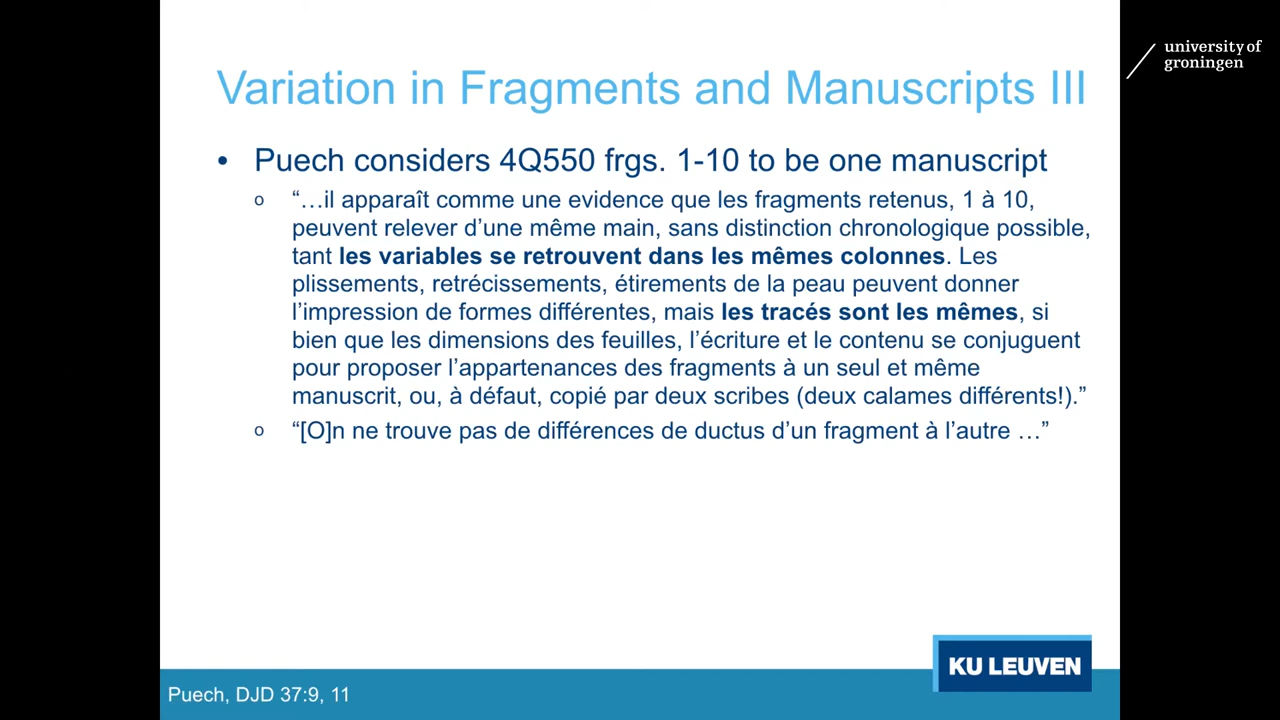 university of
groningen
Variation in Fragments and Manuscripts III
• Puech considers 4Q550 frgs. 1-10 to be one manuscript
o “…il apparaît comme une evidence que les fragments retenus, 1 à 10,
peuvent relever d’une même main, sans distinction chronologique possible,
tant les variables se retrouvent dans les mêmes colonnes. Les
plissements, retrécissements, étirements de la peau peuvent donner
l’impression de formes différentes, mais les tracés sont les mêmes, si
bien que les dimensions des feuilles, l’écriture et le contenu se conjuguent
pour proposer l’appartenances des fragments à un seul et même
manuscrit, ou, à défaut, copié par deux scribes (deux calames différents!).”
o “[O]n ne trouve pas de différences de ductus d’un fragment à l’autre …”
KU LEUVEN
Puech, DJD 37:9, 11